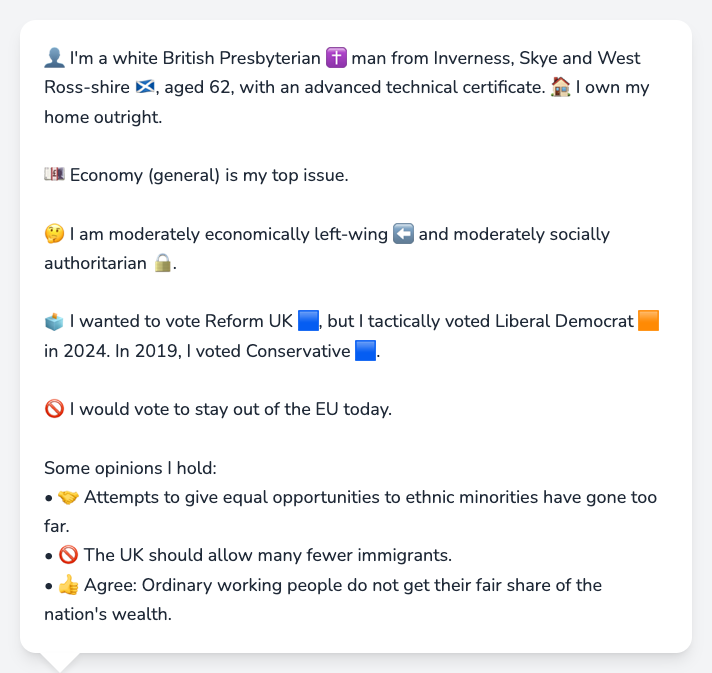 👤 I'm a white British Presbyterian ✝️ man from Inverness, Skye and West
Ross-shire 🏴󠁧󠁢󠁳󠁣󠁴󠁿, aged 62, with an advanced technical certificate. 🏠 I own my
home outright.
💷 Economy (general) is my top issue.
🤔 I am moderately economically left-wing ⬅️ and moderately socially
authoritarian 🔒.
🗳️ I wanted to vote Reform UK 🟦, but I tactically voted Liberal Democrat 🟧
in 2024. In 2019, I voted Conservative 🟦.
🚫 I would vote to stay out of the EU today.
Some opinions I hold:
• 🤝 Attempts to give equal opportunities to ethnic minorities have gone too
far.
• 🚫 The UK should allow many fewer immigrants.
• 👍 Agree: Ordinary working people do not get their fair share of the
nation's wealth.